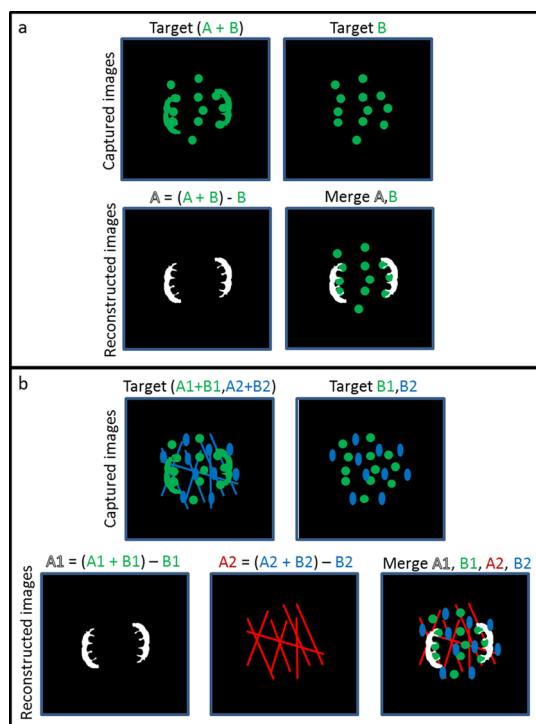 a
Target (A + B)
Target B
Captured images
𝔸 = (A + B) - B
Merge 𝔸,B
Reconstructed images
b
Target (A1+B1,A2+B2)
Target B1,B2
Captured images
𝔸1 = (A1 + B1) – B1
A2 = (A2 + B2) – B2
Merge 𝔸1, B1, A2, B2
Reconstructed images